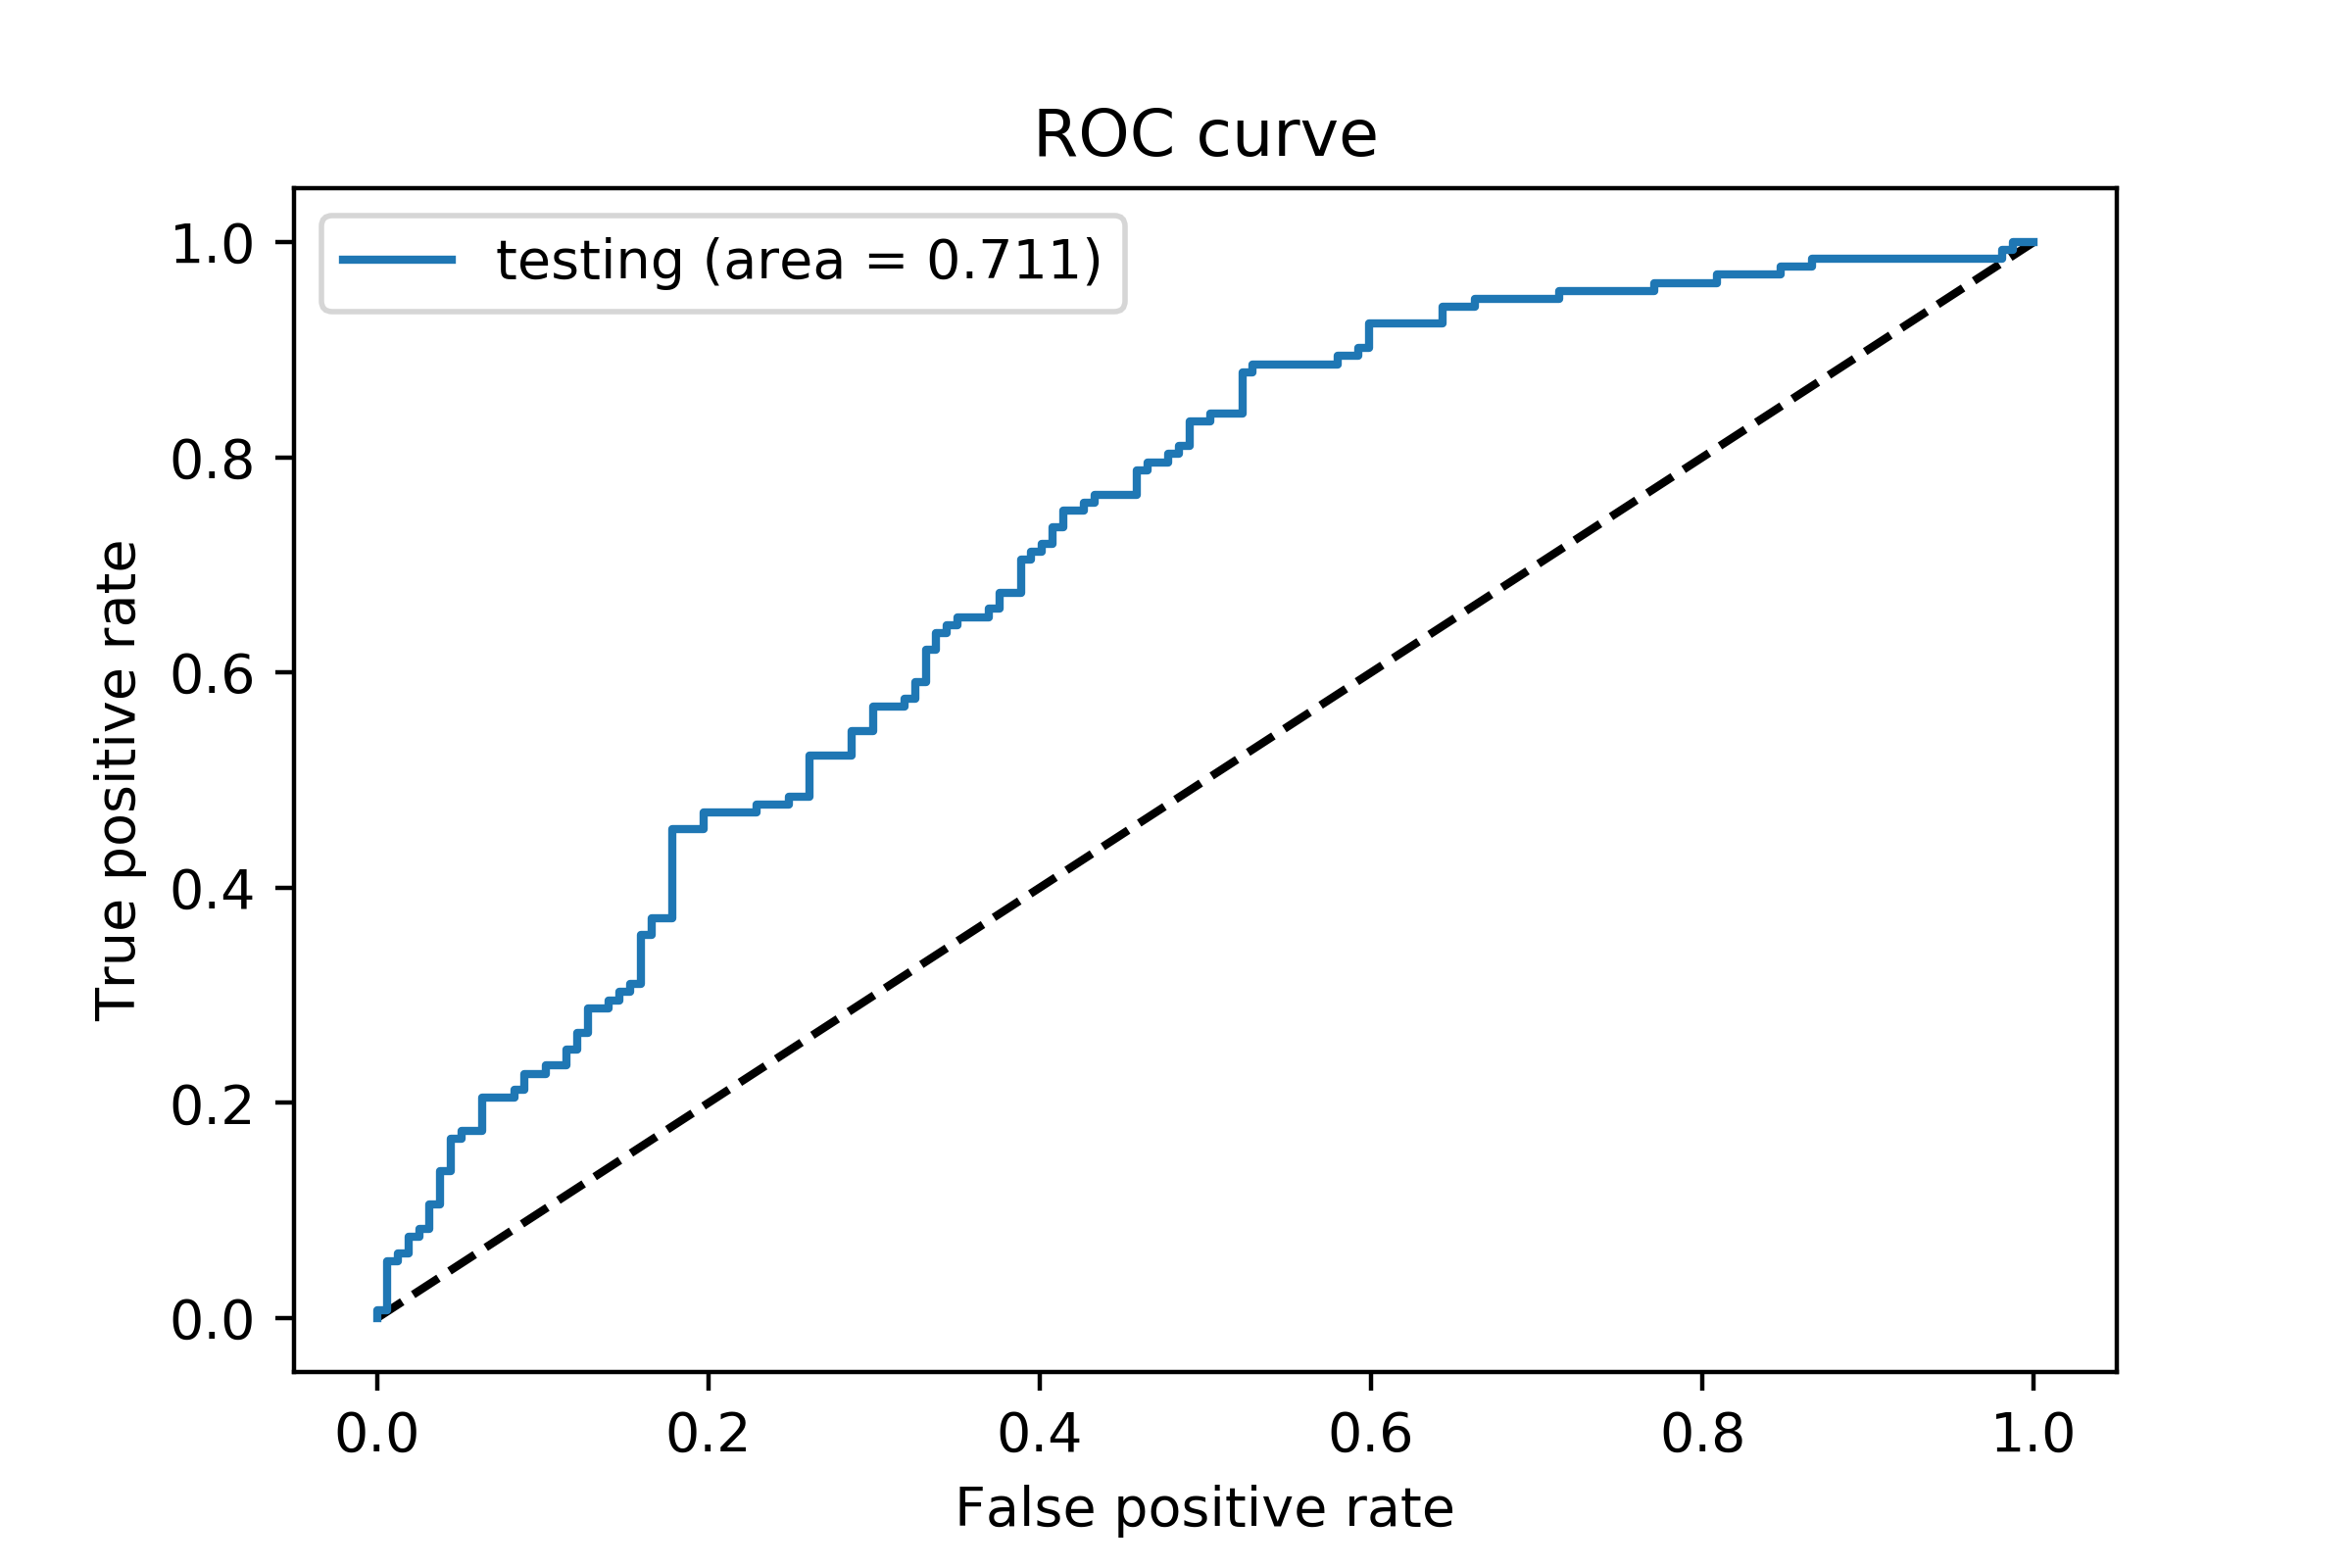 ROC curve
testing (area = 0.711)
1.0
0.8
0.6
0.4
0.2
0.0
True positive rate
0.0 0.2 0.4 0.6 0.8 1.0
False positive rate